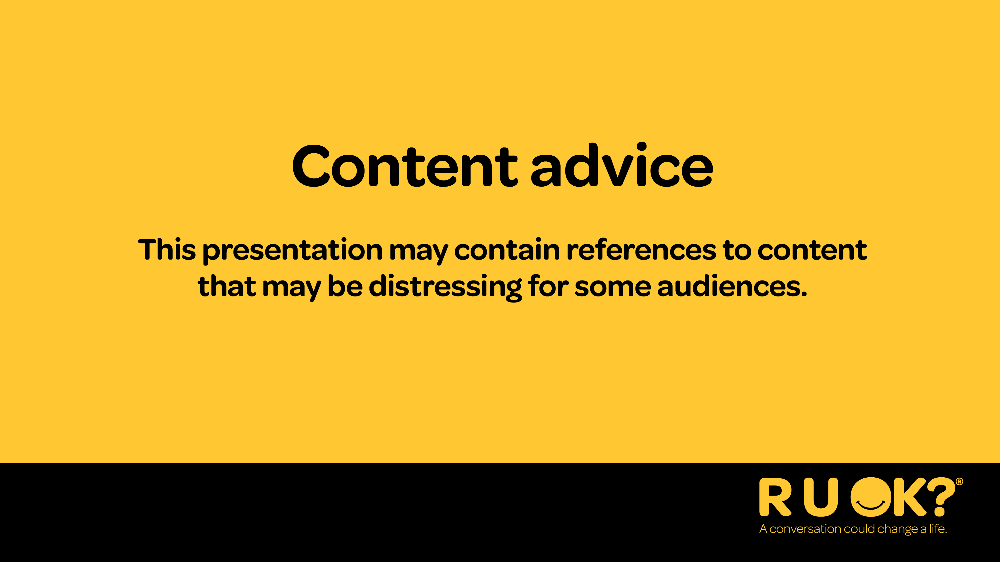 Content advice
This presentation may contain references to content
that may be distressing for some audiences.
R U OK?®
A conversation could change a life.